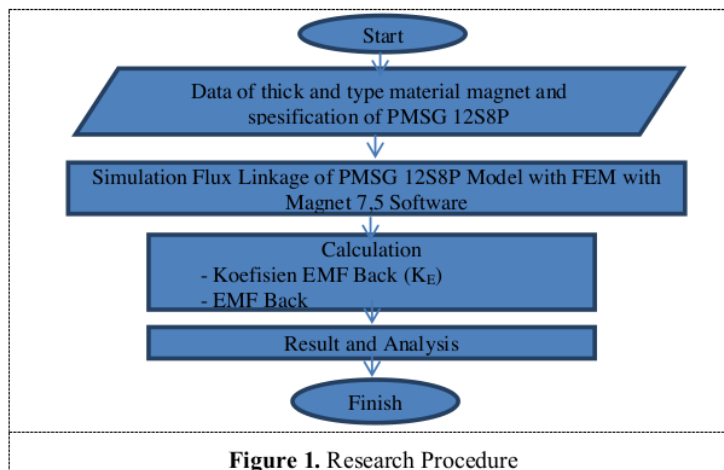 Start
Data of thick and type material magnet and
spesification of PMSG 12S8P
Simulation Flux Linkage of PMSG 12S8P Model with FEM with
Magnet 7,5 Software
Calculation
- Koefisien EMF Back (KE)
- EMF Back
Result and Analysis
Finish
Figure 1. Research Procedure